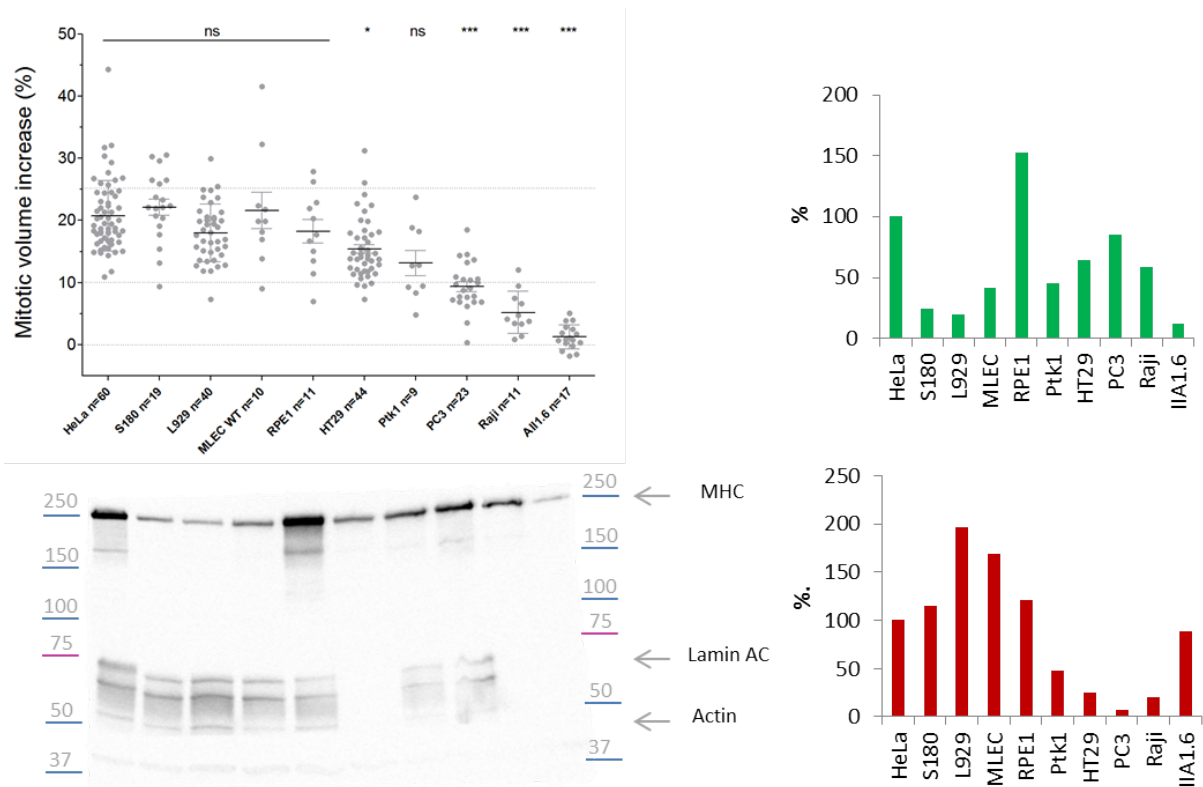 50
ns
*
ns
***
***
***
40
30
20
10
0
Mitotic volume increase (%)
HeLa n=60
S180 n=19
L929 n=40
MLEC WT n=10
RPE1 n=11
HT29 n=44
Ptk1 n=9
PC3 n=23
Raji n=11
AII1.6 n=17
200
150
100
50
0
%
HeLa
S180
L929
MLEC
RPE1
Ptk1
HT29
PC3
Raji
IIA1.6
250
150
100
75
50
37
250
150
100
75
50
37
MHC
Lamin AC
Actin
250
200
150
100
50
0
%.
HeLa
S180
L929
MLEC
RPE1
Ptk1
HT29
PC3
Raji
IIA1.6